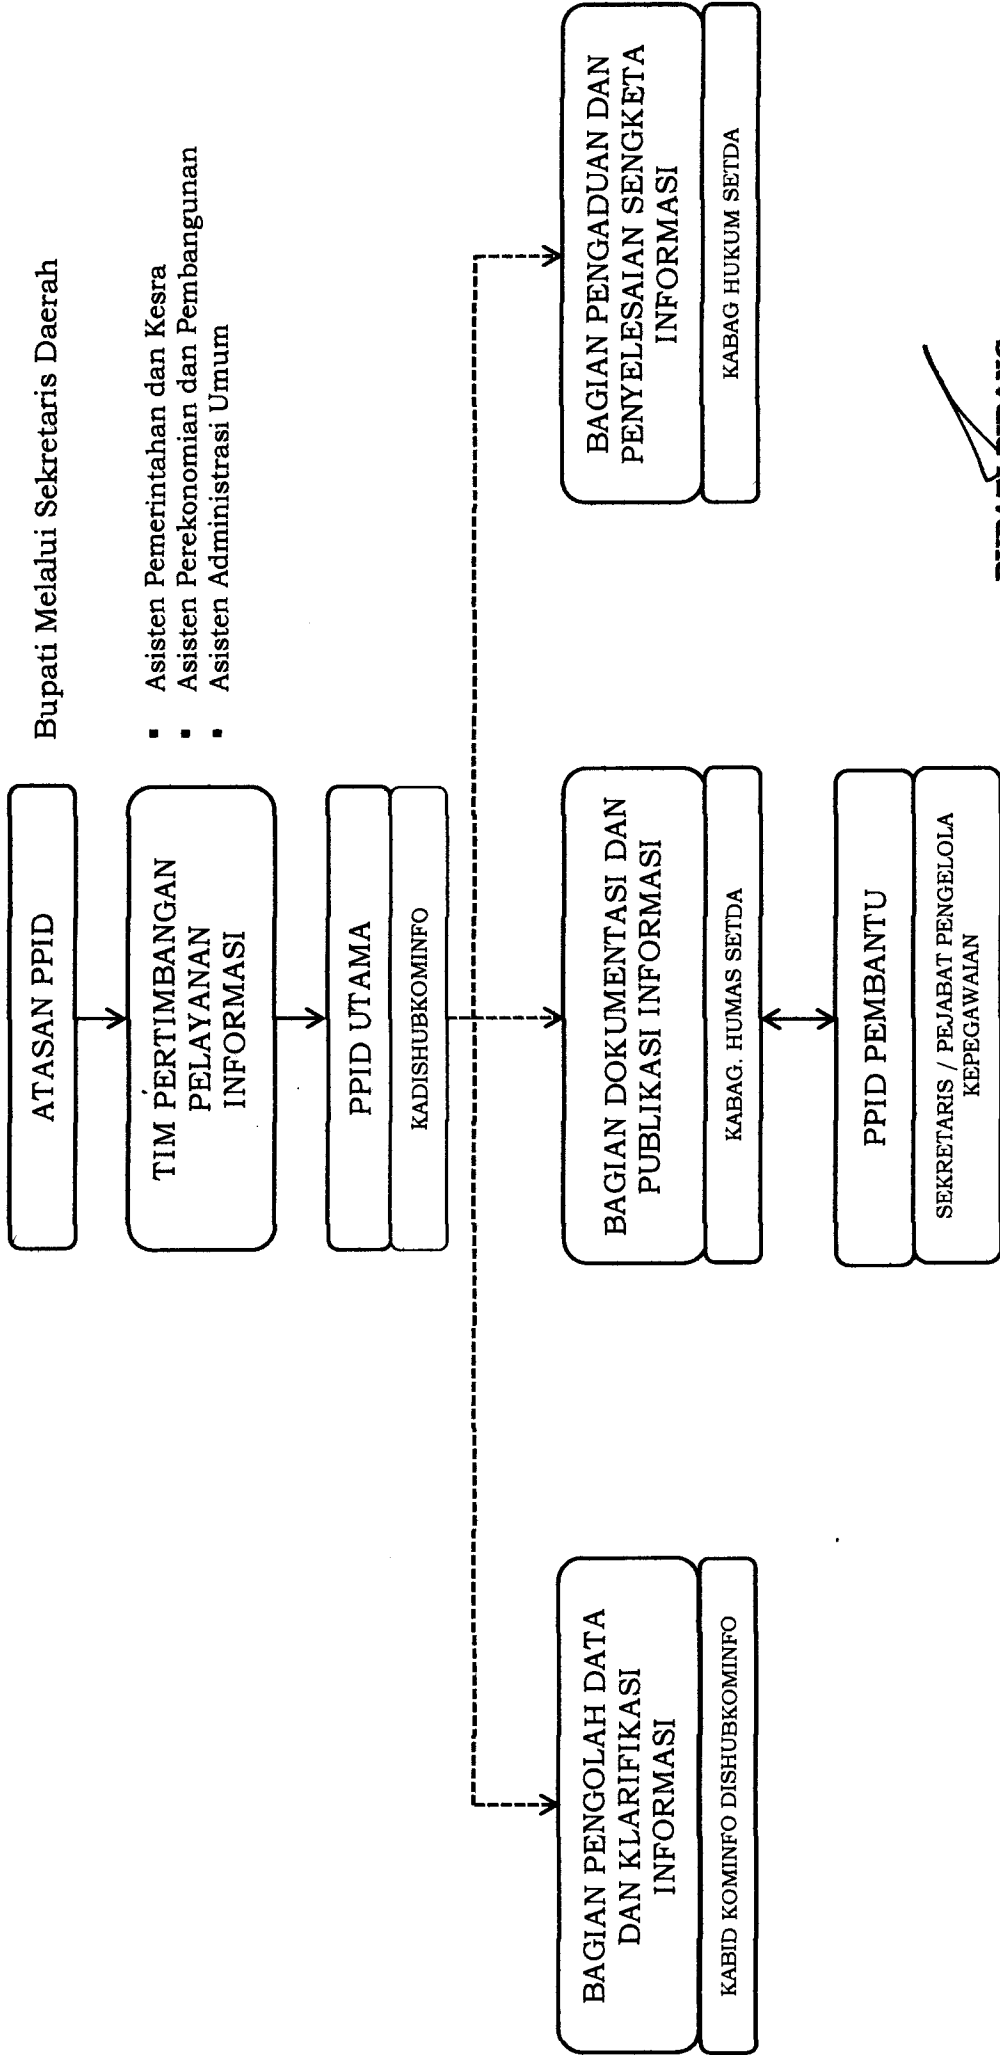 ATASAN PPID
Bupati Melalui Sekretaris Daerah
TIM PERTIMBANGAN
PELAYANAN
INFORMASI
▪ Asisten Pemerintahan dan Kesra
▪ Asisten Perekonomian dan Pembangunan
▪ Asisten Administrasi Umum
PPID UTAMA
KADISHUBKOMINFO
BAGIAN PENGOLAH DATA
DAN KLARIFIKASI
INFORMASI
KABID KOMINFO DISHUBKOMINFO
BAGIAN DOKUMENTASI DAN
PUBLIKASI INFORMASI
KABAG. HUMAS SETDA
BAGIAN PENGADUAN DAN
PENYELESAIAN SENGKETA
INFORMASI
KABAG HUKUM SETDA
PPID PEMBANTU
SEKRETARIS / PEJABAT PENGELOLA
KEPEGAWAIAN